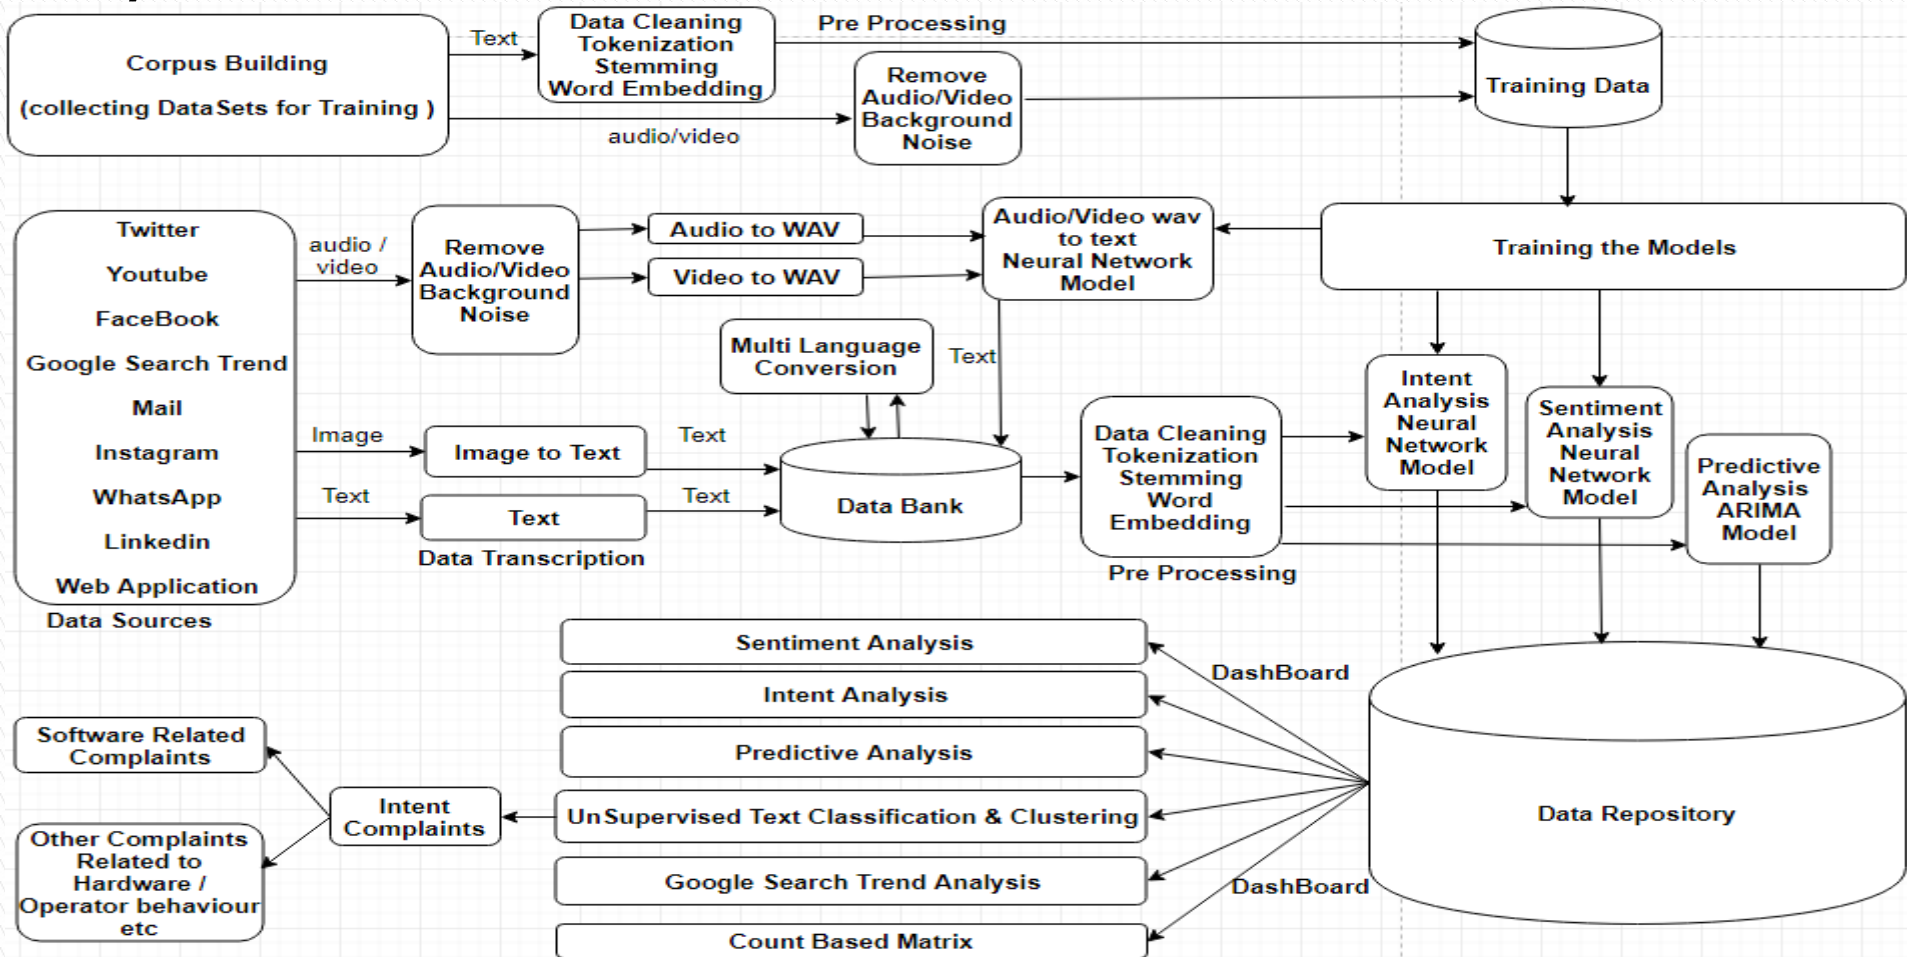 Corpus Building
(collecting DataSets for Training )
Text
audio/video
Data Cleaning
Tokenization
Stemming
Word Embedding
Pre Processing
Remove
Audio/Video
Background
Noise
Training Data
Twitter
Youtube
FaceBook
Google Search Trend
Mail
Instagram
WhatsApp
Linkedin
Web Application
Data Sources
audio /
video
Remove
Audio/Video
Background
Noise
Audio to WAV
Video to WAV
Audio/Video wav
to text
Neural Network
Model
Training the Models
Multi Language
Conversion
Text
Image
Image to Text
Text
Text
Text
Text
Data Transcription
Data Bank
Data Cleaning
Tokenization
Stemming
Word
Embedding
Pre Processing
Intent
Analysis
Neural
Network
Model
Sentiment
Analysis
Neural
Network
Model
Predictive
Analysis
ARIMA
Model
Sentiment Analysis
Intent Analysis
Predictive Analysis
UnSupervised Text Classification & Clustering
Google Search Trend Analysis
Count Based Matrix
DashBoard
DashBoard
Data Repository
Intent
Complaints
Software Related
Complaints
Other Complaints
Related to
Hardware /
Operator behaviour
etc